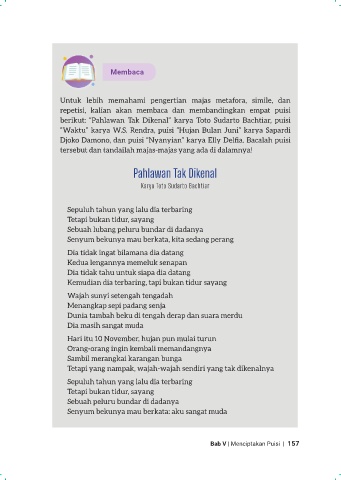 Membaca
Untuk lebih memahami pengertian majas metafora, simile, dan
repetisi, kalian akan membaca dan membandingkan empat puisi
berikut: "Pahlawan Tak Dikenal" karya Toto Sudarto Bachtiar, puisi
"Waktu" karya W.S. Rendra, puisi "Hujan Bulan Juni" karya Sapardi
Djoko Damono, dan puisi "Nyanyian" karya Elly Delfia. Bacalah puisi
tersebut dan tandailah majas-majas yang ada di dalamnya!
Pahlawan Tak Dikenal
Karya Toto Sudarto Bachtiar
Sepuluh tahun yang lalu dia terbaring
Tetapi bukan tidur, sayang
Sebuah lubang peluru bundar di dadanya
Senyum bekunya mau berkata, kita sedang perang
Dia tidak ingat bilamana dia datang
Kedua lengannya memeluk senapan
Dia tidak tahu untuk siapa dia datang
Kemudian dia terbaring, tapi bukan tidur sayang
Wajah sunyi setengah tengadah
Menangkap sepi padang senja
Dunia tambah beku di tengah derap dan suara merdu
Dia masih sangat muda
Hari itu 10 November, hujan pun mulai turun
Orang-orang ingin kembali memandangnya
Sambil merangkai karangan bunga
Tetapi yang nampak, wajah-wajah sendiri yang tak dikenalnya
Sepuluh tahun yang lalu dia terbaring
Tetapi bukan tidur, sayang
Sebuah peluru bundar di dadanya
Senyum bekunya mau berkata: aku sangat muda
Bab V | Menciptakan Puisi | 157